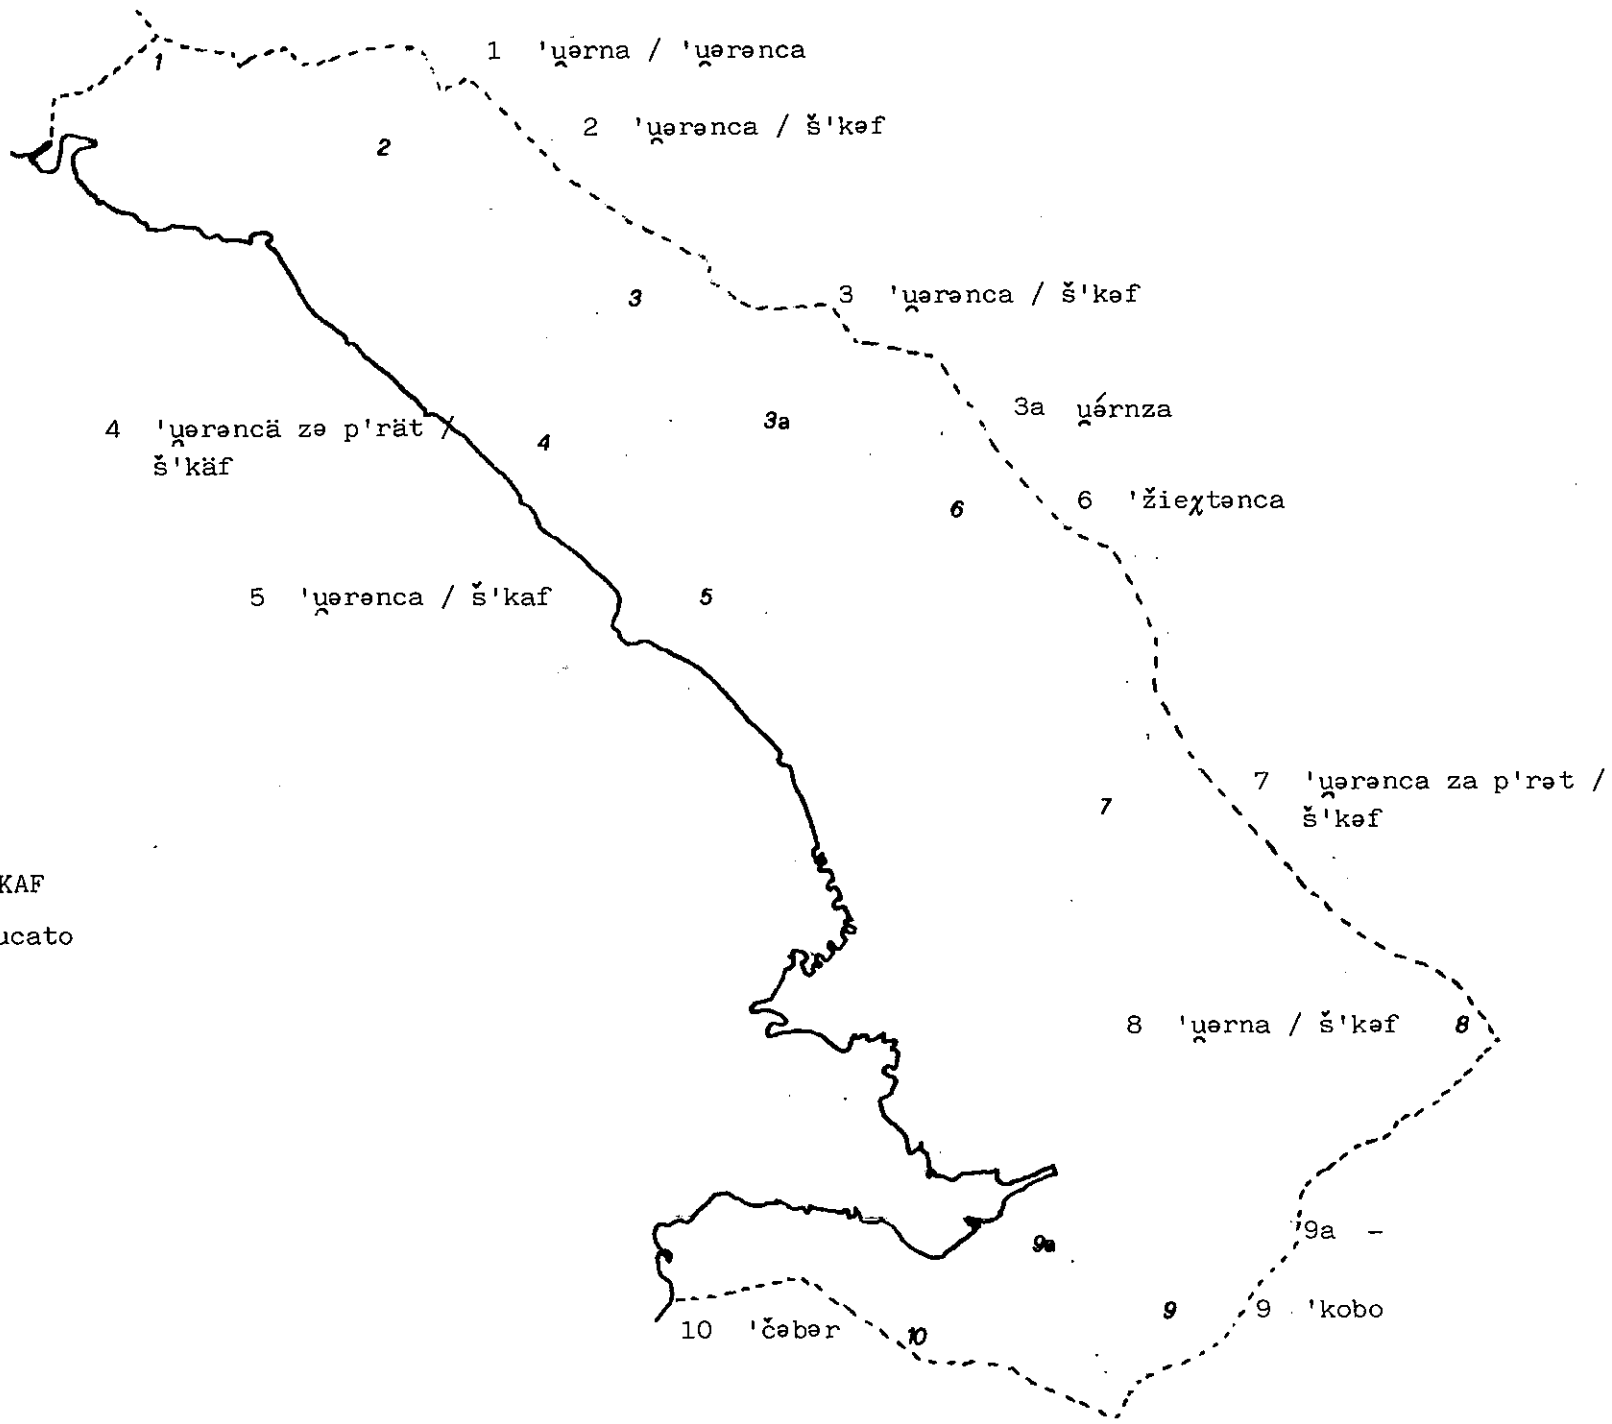 1
1 'u̯ərna / 'u̯ərənca
2 'u̯ərənca / š'kəf
2
3
3 'u̯ərənca / š'kəf
3a
3a u̯ə́rnza
4 'u̯ərəncä zə p'rät /
š'käf
4
6
6 'žieχtənca
5 'u̯ərənca / š'kaf
5
7 'u̯ərənca za p'rət /
š'kəf
7
KAF
ucato
8 'u̯ərna / š'kəf
8
9a
9a –
9
9 'kobo
10 'čəbər
10